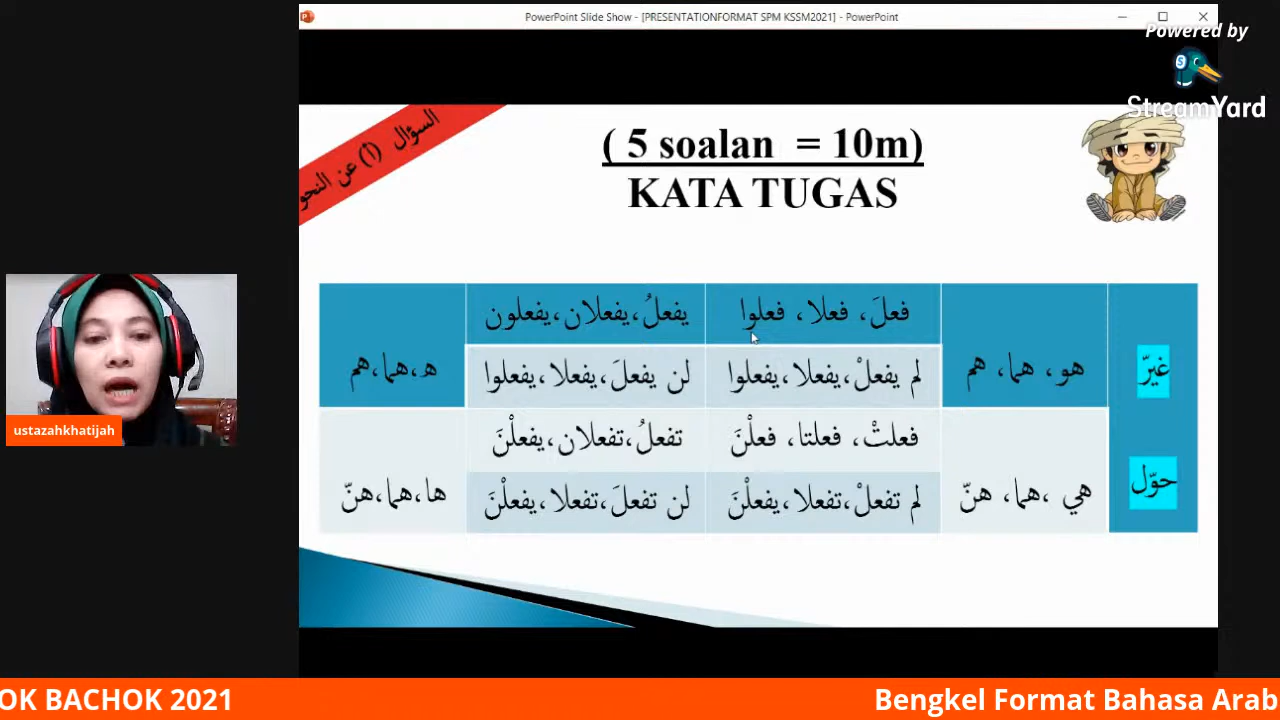 PowerPoint Slide Show - [PRESENTATIONFORMAT SPM KSSM2021] - PowerPoint
Powered by
StreamYard
السؤال (١) عن النحو
( 5 soalan = 10m)
KATA TUGAS
غيّر
حوّل
هو، هما، هم
فعلَ، فعلا، فعلوا
يفعلُ،يفعلان،يفعلون
ه،هما،هم
لم يفعلْ،يفعلا،يفعلوا
لن يفعلَ،يفعلا،يفعلوا
هي ،هما، هنّ
فعلتْ، فعلتا، فعلْنَ
تفعلُ،تفعلان،يفعلْنَ
ها،هما،هنّ
لم تفعلْ،تفعلا،يفعلْنَ
لن تفعلَ،تفعلا،يفعلْنَ
ustazahkhatijah
OK BACHOK 2021
Bengkel Format Bahasa Arab